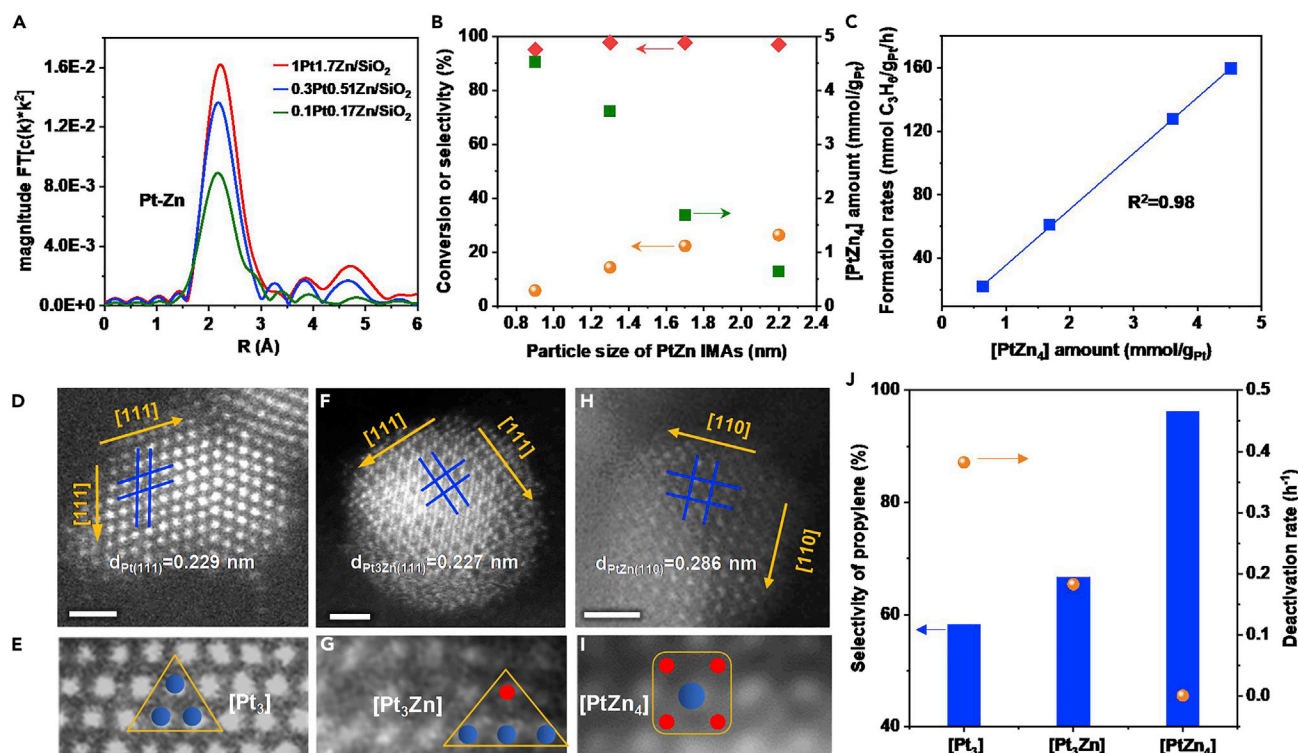 A
magnitude FT[c(k)*k²]
1.6E-2
1.2E-2
8.0E-3
4.0E-3
0.0E+0
1Pt1.7Zn/SiO₂
0.3Pt0.51Zn/SiO₂
0.1Pt0.17Zn/SiO₂
Pt-Zn
0 1 2 3 4 5 6
R (Å)
B
Conversion or selectivity (%)
100
80
60
40
20
0
5
4
3
2
1
0
[PtZn₄] amount (mmol/gPt)
0.8 1.0 1.2 1.4 1.6 1.8 2.0 2.2 2.4
Particle size of PtZn IMAs (nm)
C
Formation rates (mmol C₃H₆/gPt/h)
160
120
80
40
R²=0.98
0 1 2 3 4 5
[PtZn₄] amount (mmol/gPt)
D
[111]
[111]
dPt(111)=0.229 nm
F
[111]
[111]
dPt3Zn(111)=0.227 nm
H
[110]
[110]
dPtZn(110)=0.286 nm
E
[Pt₃]
G
[Pt₃Zn]
I
[PtZn₄]
J
Selectivity of propylene (%)
100
90
80
70
60
50
40
0.5
0.4
0.3
0.2
0.1
0.0
Deactivation rate (h⁻¹)
[Pt₃] [Pt₃Zn] [PtZn₄]